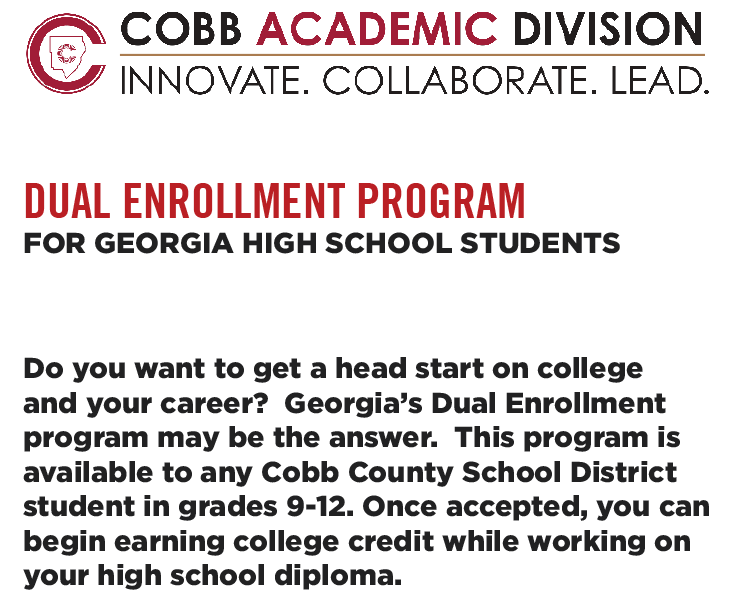 COBB ACADEMIC DIVISION
INNOVATE. COLLABORATE. LEAD.
DUAL ENROLLMENT PROGRAM
FOR GEORGIA HIGH SCHOOL STUDENTS
Do you want to get a head start on college
and your career?  Georgia's Dual Enrollment
program may be the answer.  This program is
available to any Cobb County School District
student in grades 9-12. Once accepted, you can
begin earning college credit while working on
your high school diploma.